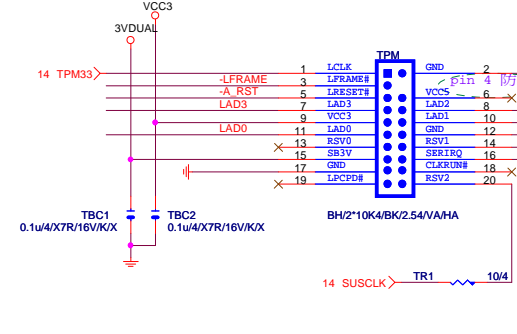 VCC3
3VDUAL
TPM
14 TPM33
1 LCLK GND 2
-LFRAME 3 LFRAME# pin 4 防
-A_RST 5 LRESET# VCC5 6
LAD3 7 LAD3 LAD2 8
9 VCC3 LAD1 10
LAD0 11 LAD0 GND 12
13 RSV0 RSV1 14
15 SB3V SERIRQ 16
17 GND CLKRUN# 18
19 LPCPD# RSV2 20
TBC1 TBC2 BH/2*10K4/BK/2.54/VA/HA
0.1u/4/X7R/16V/K/X 0.1u/4/X7R/16V/K/X
14 SUSCLK TR1 10/4